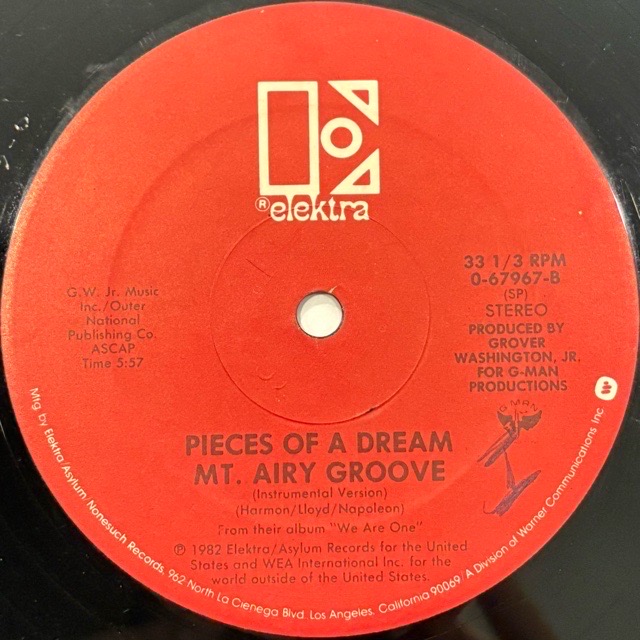 ® elektra
G.W. Jr. Music
Inc./Outer
National
Publishing Co.
ASCAP
Time 5:57
33 1/3 RPM
0-67967-B
(SP)
STEREO
PRODUCED BY
GROVER
WASHINGTON, JR.
FOR G-MAN
PRODUCTIONS
G MAN
PIECES OF A DREAM
MT. AIRY GROOVE
(Instrumental Version)
(Harmon/Lloyd/Napoleon)
From their album "We Are One"
℗ 1982 Elektra/Asylum Records for the United
States and WEA International Inc. for the
world outside of the United States.
Mfg. by Elektra/Asylum/Nonesuch Records, 962 North La Cienega Blvd. Los Angeles, California 90069/A Division of Warner Communications Inc.